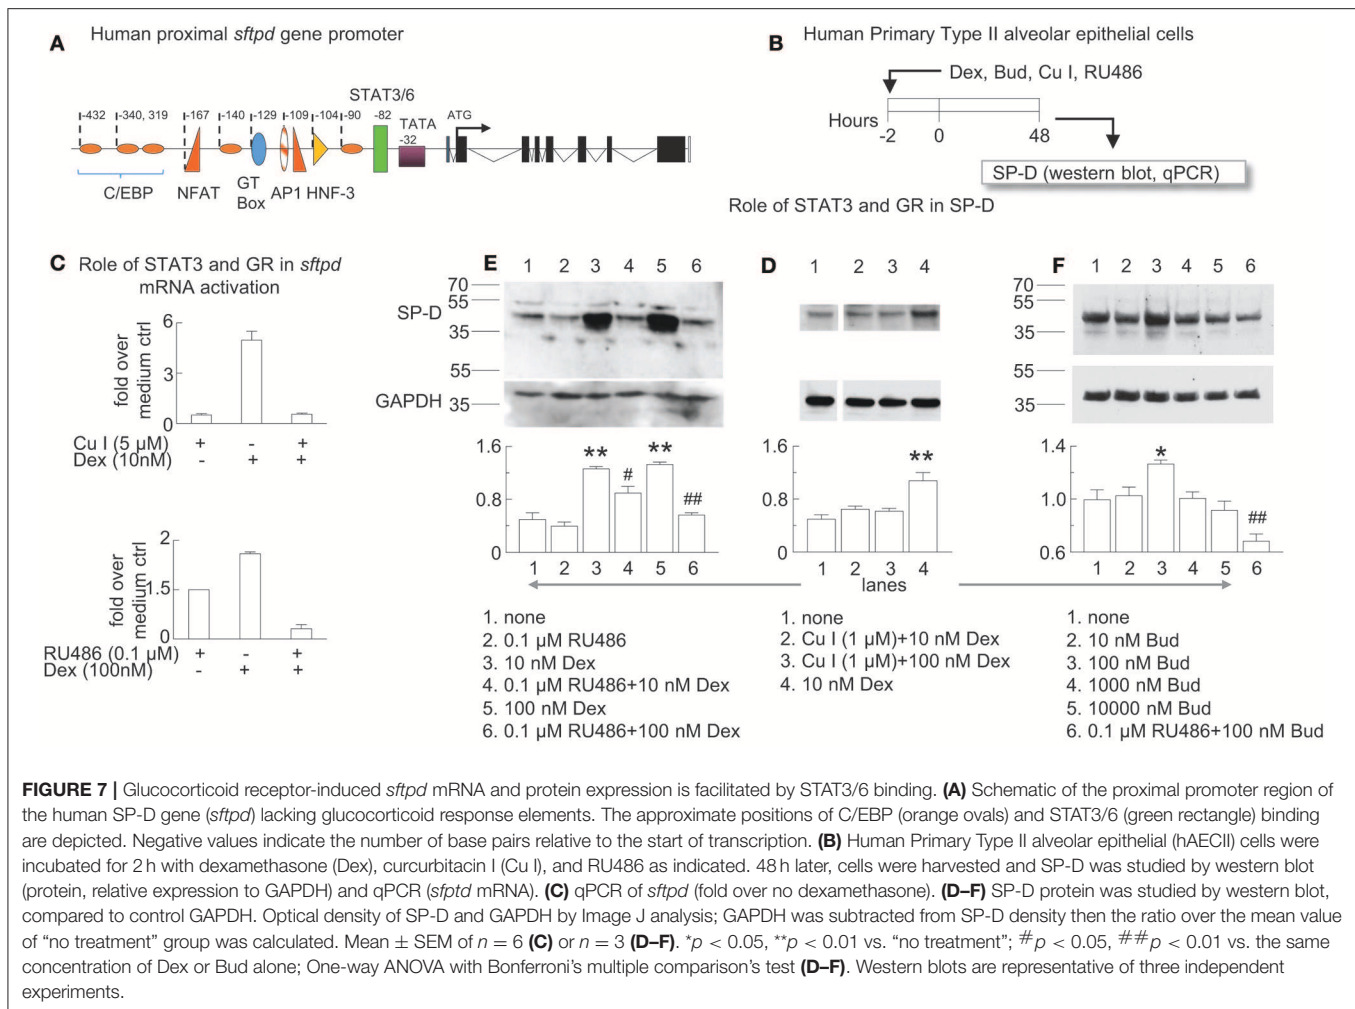 A Human proximal sftpd gene promoter
STAT3/6
-432 -340, 319 -167 -140 -129 -109 -104 -90 -82 TATA ATG
-32
C/EBP NFAT GT Box AP1 HNF-3
B Human Primary Type II alveolar epithelial cells
Dex, Bud, Cu I, RU486
Hours -2 0 48
SP-D (western blot, qPCR)
Role of STAT3 and GR in SP-D
C Role of STAT3 and GR in sftpd
mRNA activation
fold over
medium ctrl
6
3
0
Cu I (5 µM) + - +
Dex (10nM) - + +
fold over
medium ctrl
2
1.5
0
RU486 (0.1 µM) + - +
Dex (100nM) - + +
E 1 2 3 4 5 6
70
55
SP-D
35
55
GAPDH
35
1.6
0.8
0
** # ** ##
1 2 3 4 5 6
1. none
2. 0.1 µM RU486
3. 10 nM Dex
4. 0.1 µM RU486+10 nM Dex
5. 100 nM Dex
6. 0.1 µM RU486+100 nM Dex
D 1 2 3 4
1.6
0.8
0
**
1 2 3 4
lanes
1. none
2. Cu I (1 µM)+10 nM Dex
3. Cu I (1 µM)+100 nM Dex
4. 10 nM Dex
F 1 2 3 4 5 6
70
55
35
55
35
1.4
1.0
0.6
* ##
1 2 3 4 5 6
1. none
2. 10 nM Bud
3. 100 nM Bud
4. 1000 nM Bud
5. 10000 nM Bud
6. 0.1 µM RU486+100 nM Bud
FIGURE 7 | Glucocorticoid receptor-induced sftpd mRNA and protein expression is facilitated by STAT3/6 binding. (A) Schematic of the proximal promoter region of
the human SP-D gene (sftpd) lacking glucocorticoid response elements. The approximate positions of C/EBP (orange ovals) and STAT3/6 (green rectangle) binding
are depicted. Negative values indicate the number of base pairs relative to the start of transcription. (B) Human Primary Type II alveolar epithelial (hAECII) cells were
incubated for 2 h with dexamethasone (Dex), curcurbitacin I (Cu I), and RU486 as indicated. 48 h later, cells were harvested and SP-D was studied by western blot
(protein, relative expression to GAPDH) and qPCR (sfptd mRNA). (C) qPCR of sftpd (fold over no dexamethasone). (D–F) SP-D protein was studied by western blot,
compared to control GAPDH. Optical density of SP-D and GAPDH by Image J analysis; GAPDH was subtracted from SP-D density then the ratio over the mean value
of “no treatment” group was calculated. Mean ± SEM of n = 6 (C) or n = 3 (D–F). *p < 0.05, **p < 0.01 vs. “no treatment”; #p < 0.05, ##p < 0.01 vs. the same
concentration of Dex or Bud alone; One-way ANOVA with Bonferroni’s multiple comparison’s test (D–F). Western blots are representative of three independent
experiments.